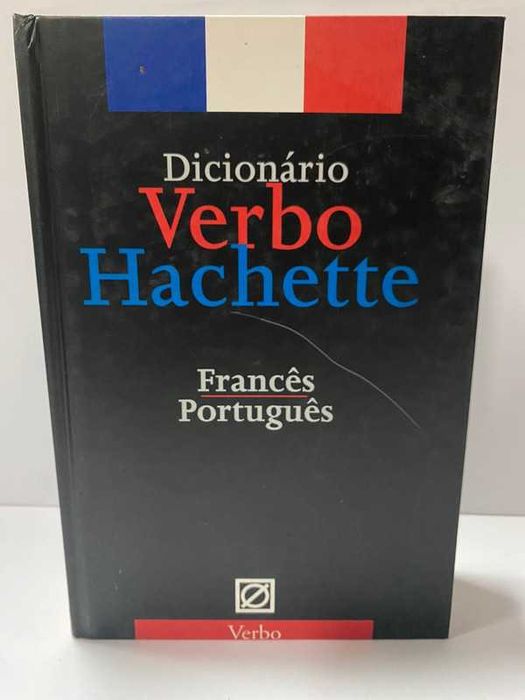 Dicionário
Verbo
Hachette
Francês
Português
Verbo